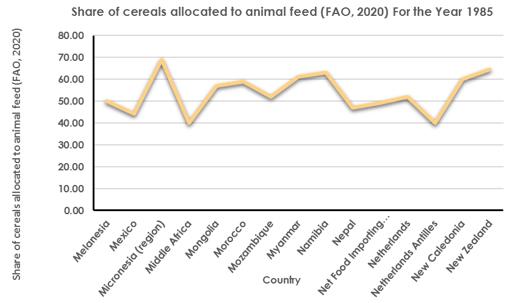 Share of cereals allocated to animal feed (FAO, 2020) For the Year 1985
Share of cereals allocated to animal feed (FAO, 2020)
80.00
70.00
60.00
50.00
40.00
30.00
20.00
10.00
0.00
Melanesia
Mexico
Micronesia (region)
Middle Africa
Mongolia
Morocco
Mozambique
Myanmar
Namibia
Nepal
Net Food Importing...
Netherlands
Netherlands Antilles
New Caledonia
New Zealand
Country